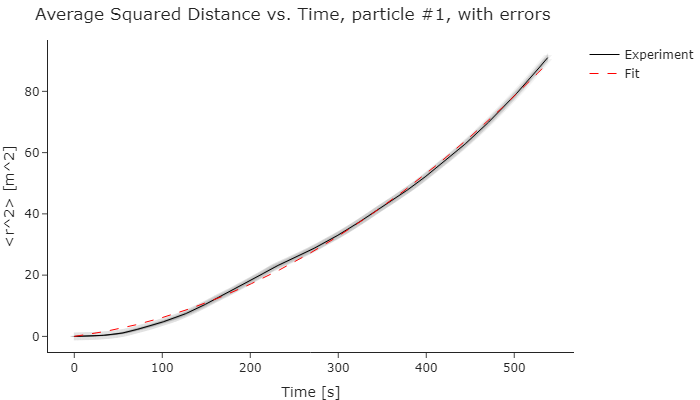 Average Squared Distance vs. Time, particle #1, with errors
Experiment
Fit
<r^2> [m^2]
80
60
40
20
0
0 100 200 300 400 500
Time [s]